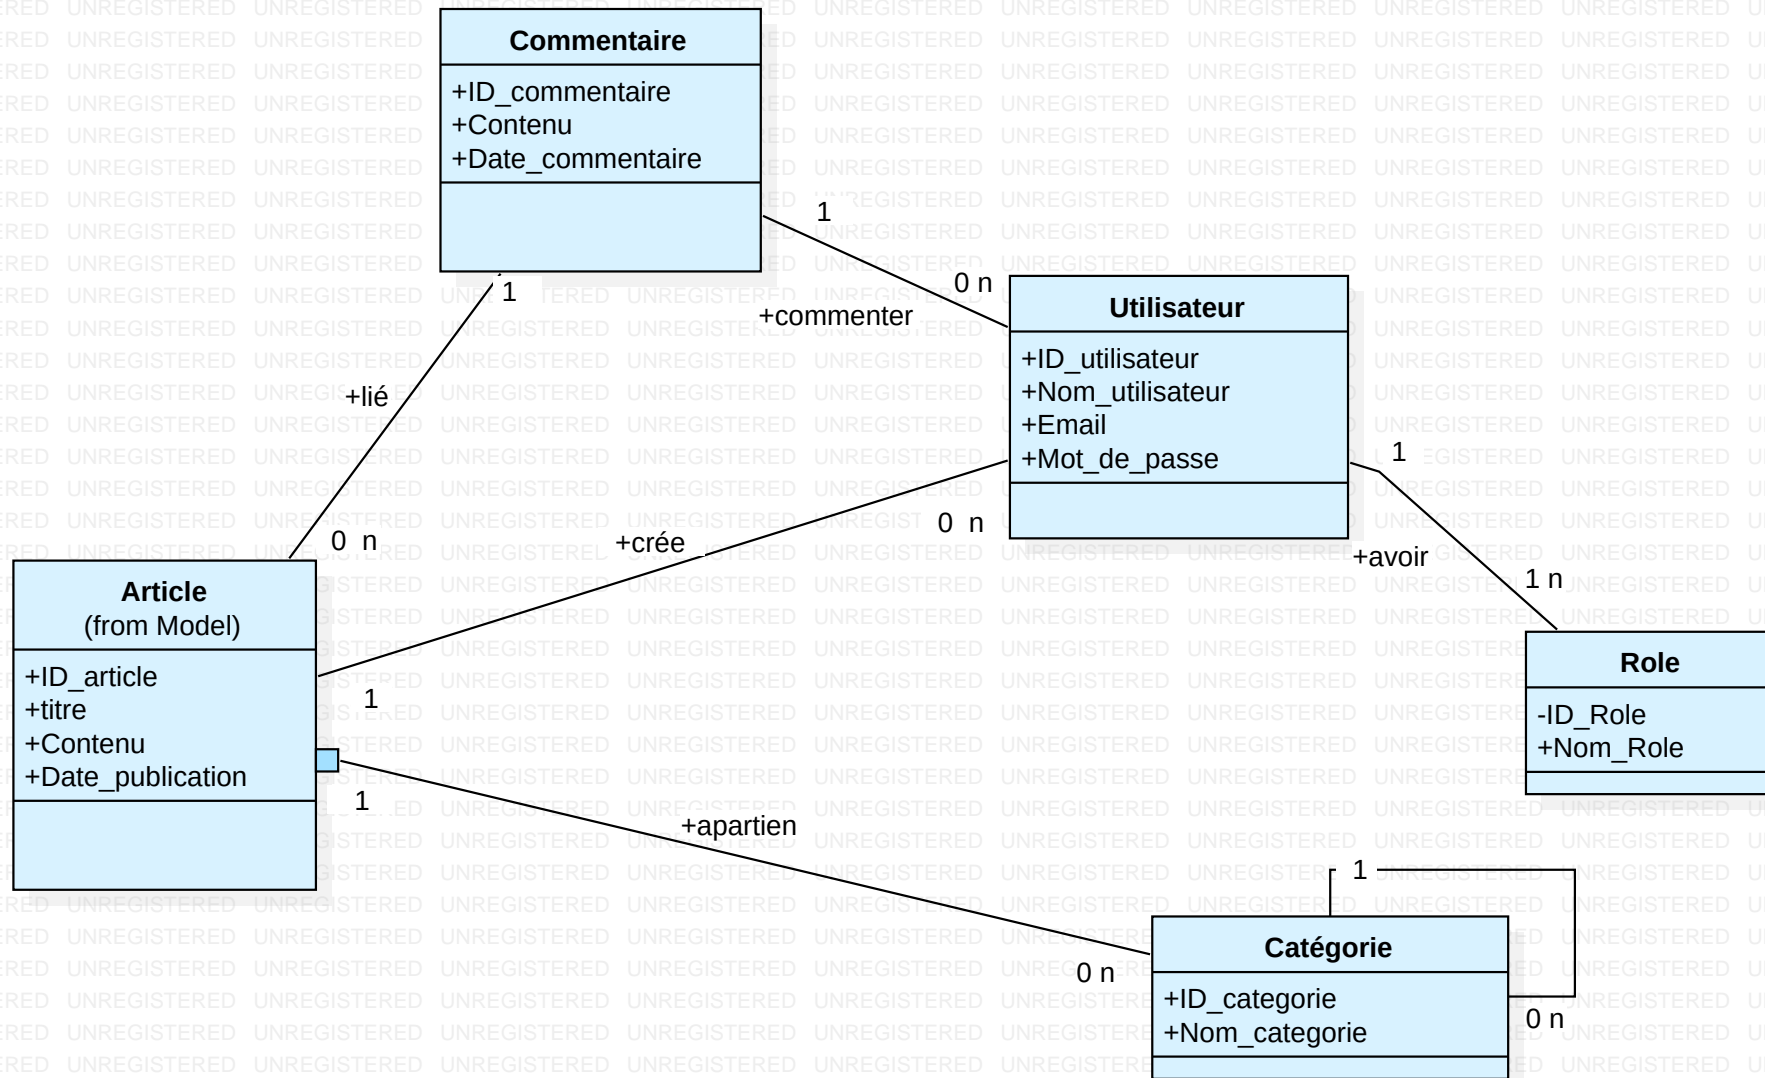 Commentaire
+ID_commentaire
+Contenu
+Date_commentaire
1
0 n
+commenter
1
+lié
0 n
Utilisateur
+ID_utilisateur
+Nom_utilisateur
+Email
+Mot_de_passe
1
+avoir
1 n
0 n
+crée
1
Article
(from Model)
+ID_article
+titre
+Contenu
+Date_publication
1
+apartien
0 n
Role
-ID_Role
+Nom_Role
1
Catégorie
+ID_categorie
+Nom_categorie
0 n
UNREGISTERED